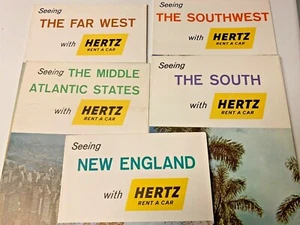 Seeing
THE FAR WEST
with HERTZ
RENT A CAR
Seeing
THE SOUTHWEST
with HERTZ
RENT A CAR
Seeing THE MIDDLE
ATLANTIC STATES
with HERTZ
RENT A CAR
Seeing
THE SOUTH
with HERTZ
RENT A CAR
Seeing
NEW ENGLAND
with HERTZ
RENT A CAR